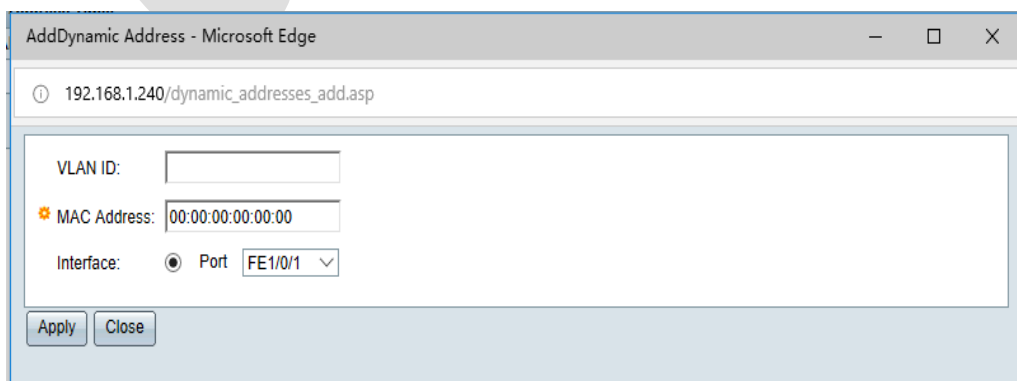 AddDynamic Address - Microsoft Edge
192.168.1.240/dynamic_addresses_add.asp
VLAN ID:
MAC Address: 00:00:00:00:00:00
Interface: Port FE1/0/1
Apply Close